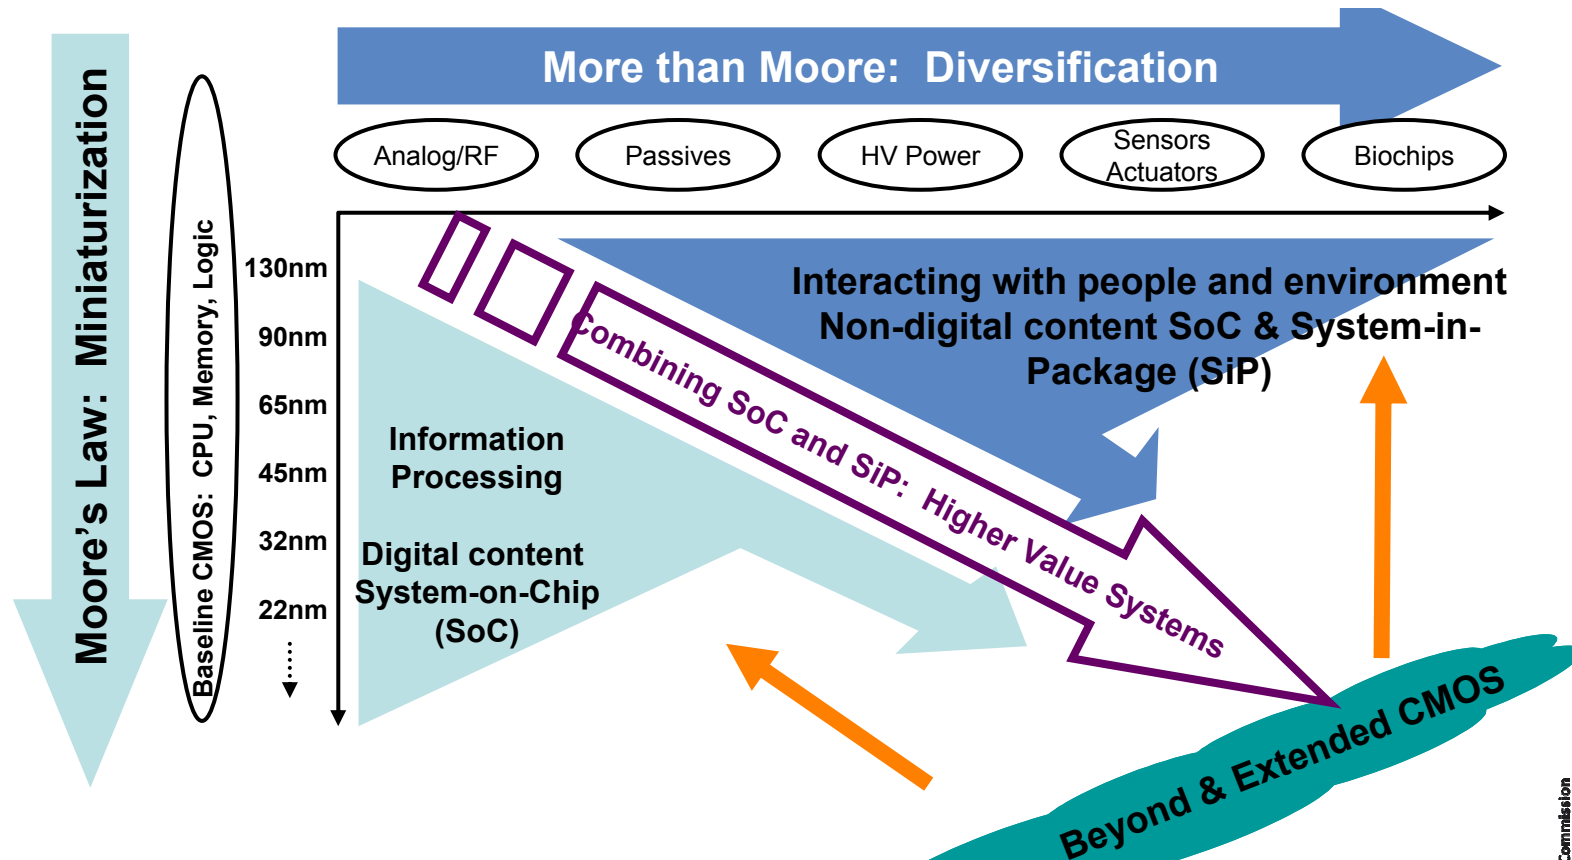 More than Moore: Diversification
Moore's Law: Miniaturization
Baseline CMOS: CPU, Memory, Logic
Analog/RF
Passives
HV Power
Sensors
Actuators
Biochips
130nm
90nm
65nm
45nm
32nm
22nm
Interacting with people and environment
Non-digital content SoC & System-in-
Package (SiP)
Combining SoC and SiP: Higher Value Systems
Information
Processing
Digital content
System-on-Chip
(SoC)
Beyond & Extended CMOS
Commission